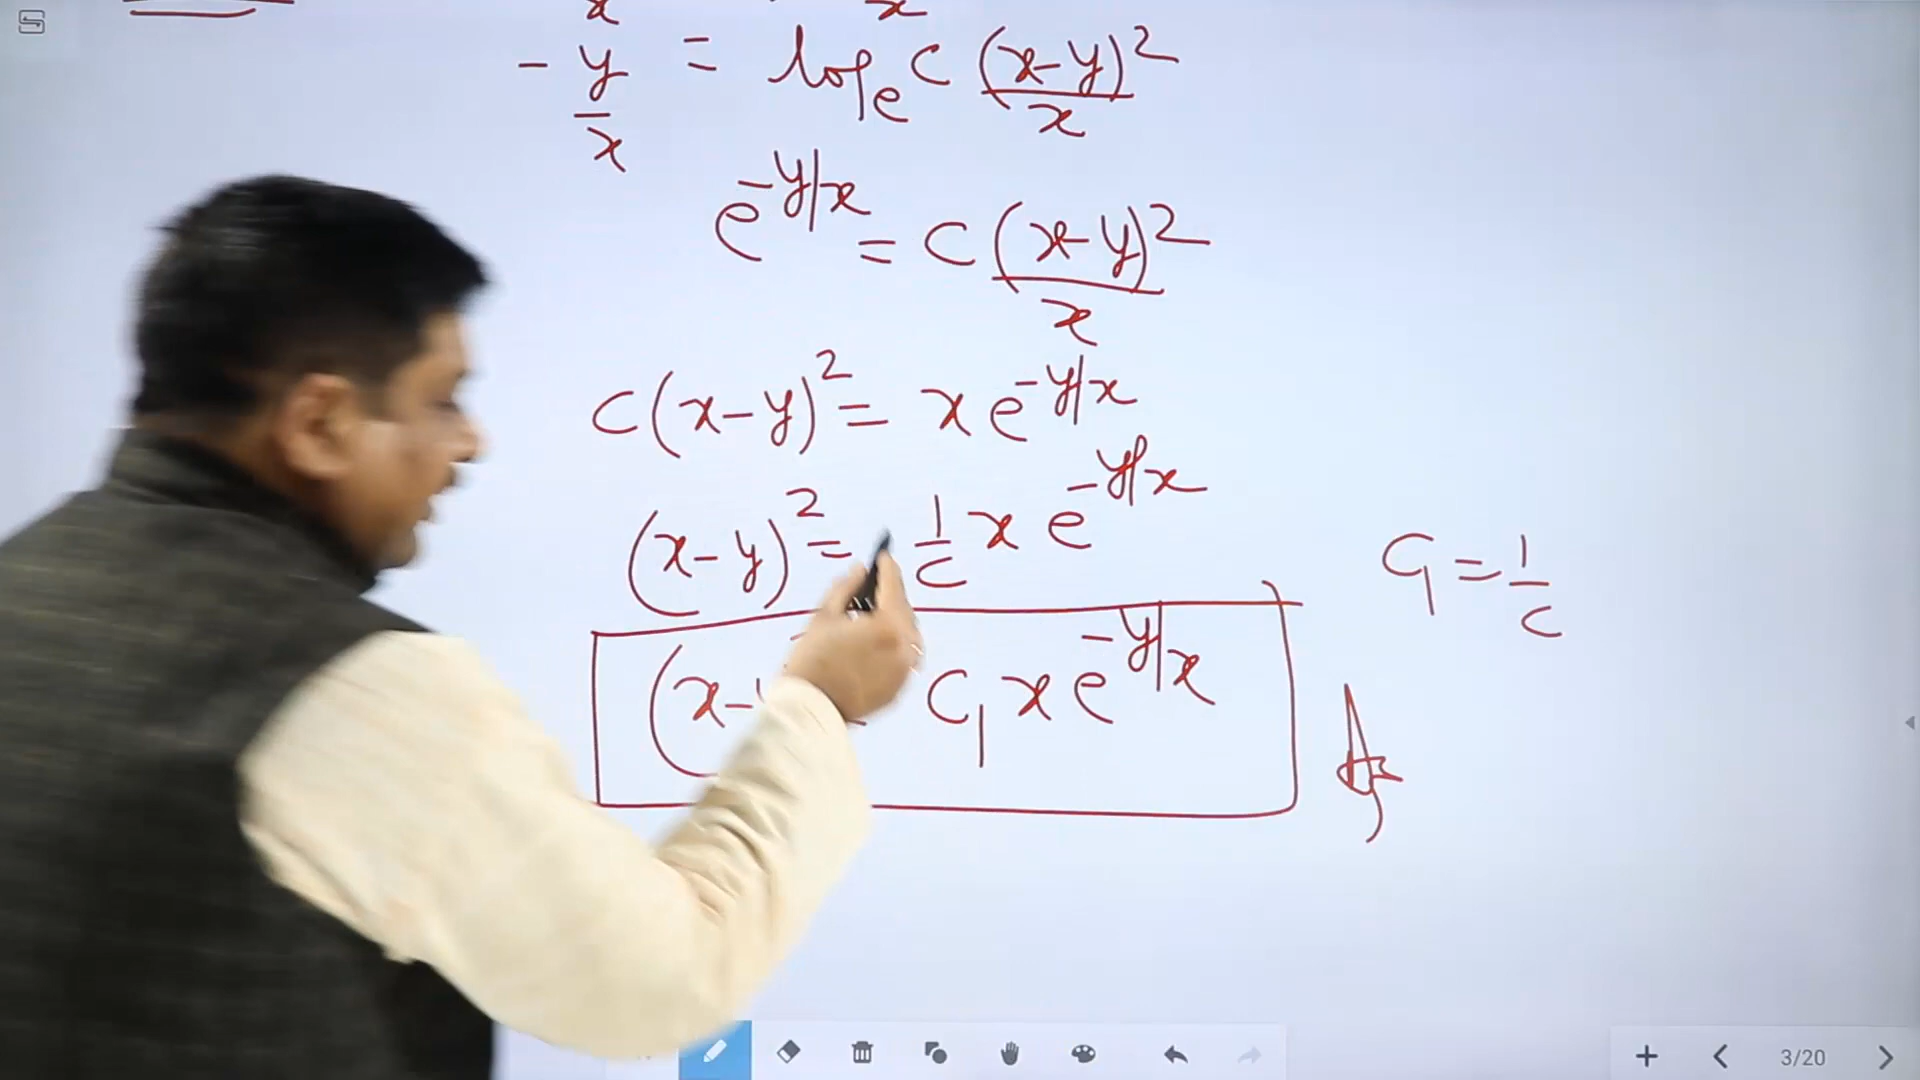 x x
- y/x = log_e C (x-y)²/x
e^(-y/x) = C (x-y)²/x
C(x-y)² = x e^(-y/x)
(x-y)² = 1/C x e^(-y/x)
C₁ = 1/C
(x-y C₁ x e^(-y/x)
3/20